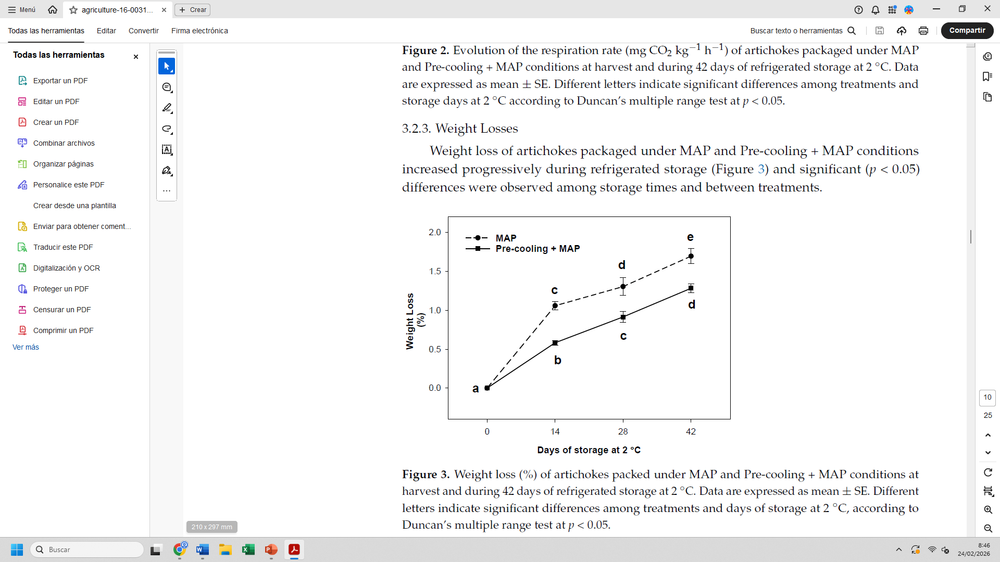 Menú
agriculture-16-0031...
Crear
Todas las herramientas
Editar
Convertir
Firma electrónica
Buscar texto o herramientas
Compartir
Todas las herramientas
Exportar un PDF
Editar un PDF
Crear un PDF
Combinar archivos
Organizar páginas
Personalice este PDF
Crear desde una plantilla
Enviar para obtener coment...
Traducir este PDF
Digitalización y OCR
Proteger un PDF
Censurar un PDF
Comprimir un PDF
Ver más
Figure 2. Evolution of the respiration rate (mg CO₂ kg⁻¹ h⁻¹) of artichokes packaged under MAP
and Pre-cooling + MAP conditions at harvest and during 42 days of refrigerated storage at 2 °C. Data
are expressed as mean ± SE. Different letters indicate significant differences among treatments and
storage days at 2 °C according to Duncan’s multiple range test at p < 0.05.
3.2.3. Weight Losses
Weight loss of artichokes packaged under MAP and Pre-cooling + MAP conditions
increased progressively during refrigerated storage (Figure 3) and significant (p < 0.05)
differences were observed among storage times and between treatments.
MAP
Pre-cooling + MAP
Weight Loss
(%)
2.0
1.5
1.0
0.5
0.0
a
c
d
e
b
c
d
0
14
28
42
Days of storage at 2 °C
Figure 3. Weight loss (%) of artichokes packed under MAP and Pre-cooling + MAP conditions at
harvest and during 42 days of refrigerated storage at 2 °C. Data are expressed as mean ± SE. Different
letters indicate significant differences among treatments and days of storage at 2 °C, according to
Duncan’s multiple range test at p < 0.05.
210 x 297 mm
10
25
Buscar
8:46
24/02/2026